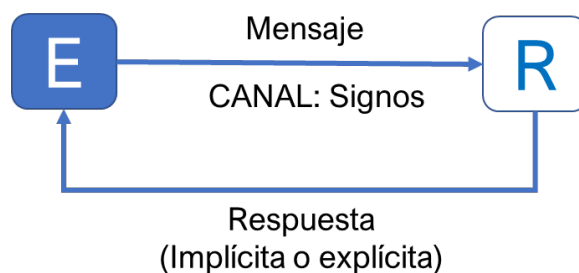 Mensaje
E
R
CANAL: Signos
Respuesta
(Implícita o explícita)